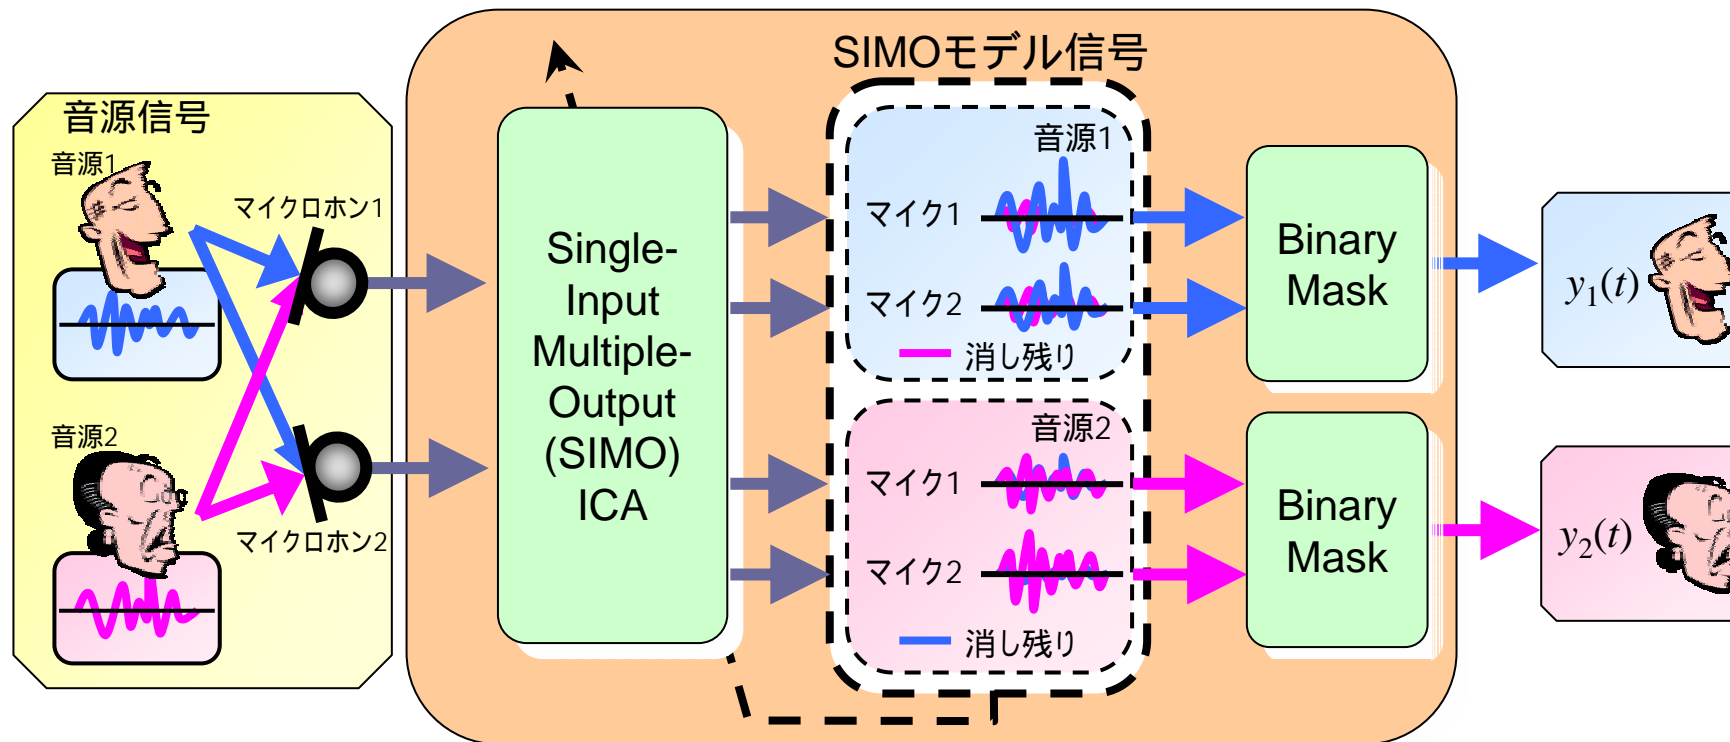 SIMOモデル信号
音源信号
音源1
マイクロホン1
音源2
マイクロホン2
Single-
Input
Multiple-
Output
(SIMO)
ICA
音源1
マイク1
マイク2
消し残り
音源2
マイク1
マイク2
消し残り
Binary
Mask
Binary
Mask
y1(t)
y2(t)